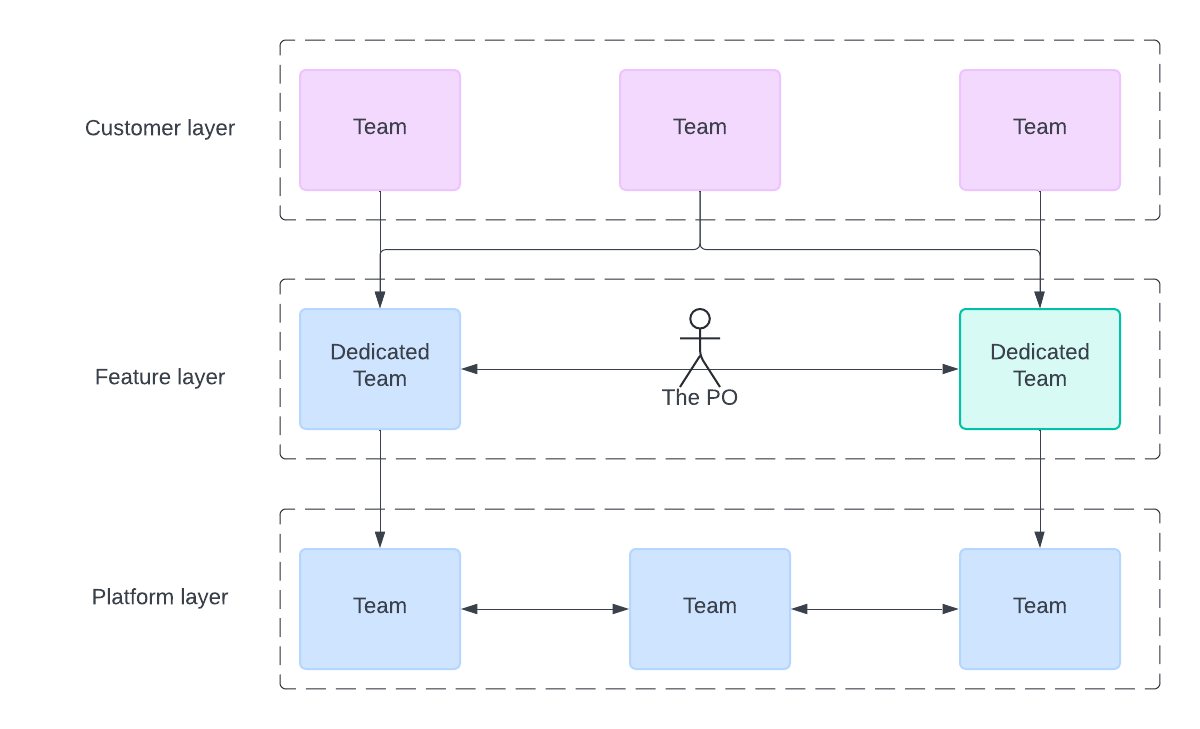 Customer layer
Team
Team
Team
Feature layer
Dedicated
Team
The PO
Dedicated
Team
Platform layer
Team
Team
Team